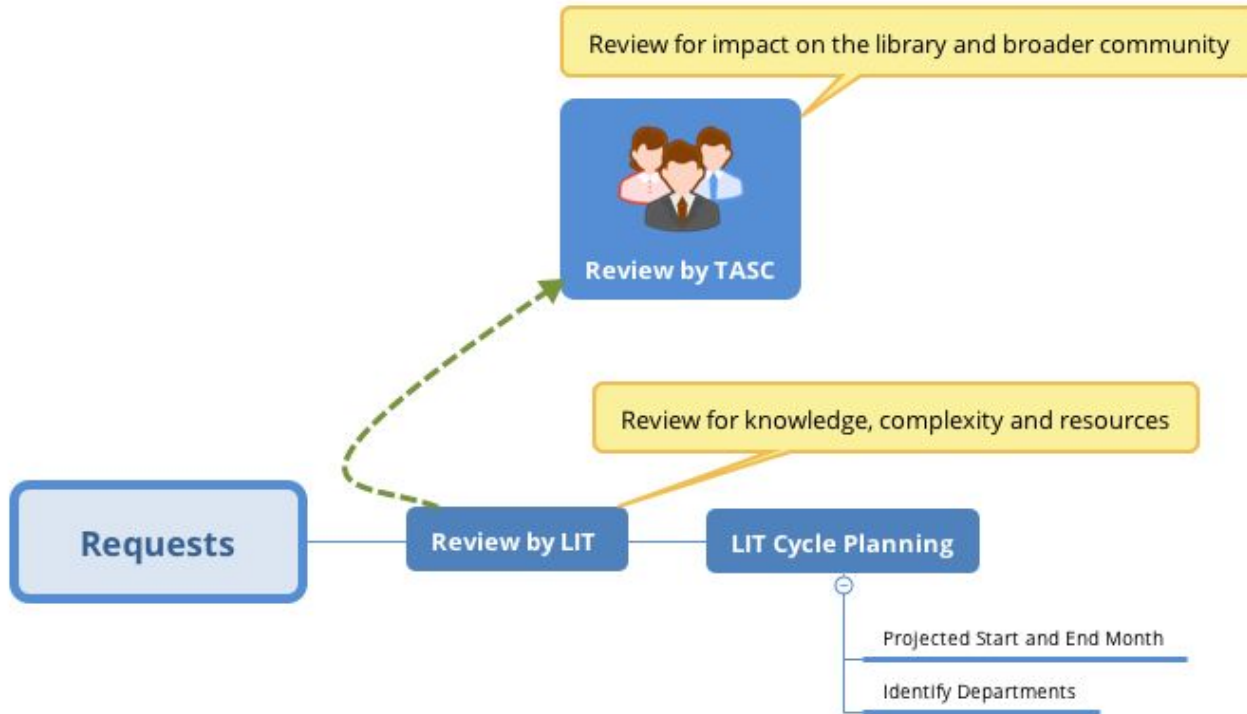 Review for impact on the library and broader community
Review by TASC
Review for knowledge, complexity and resources
Requests
Review by LIT
LIT Cycle Planning
Projected Start and End Month
Identify Departments